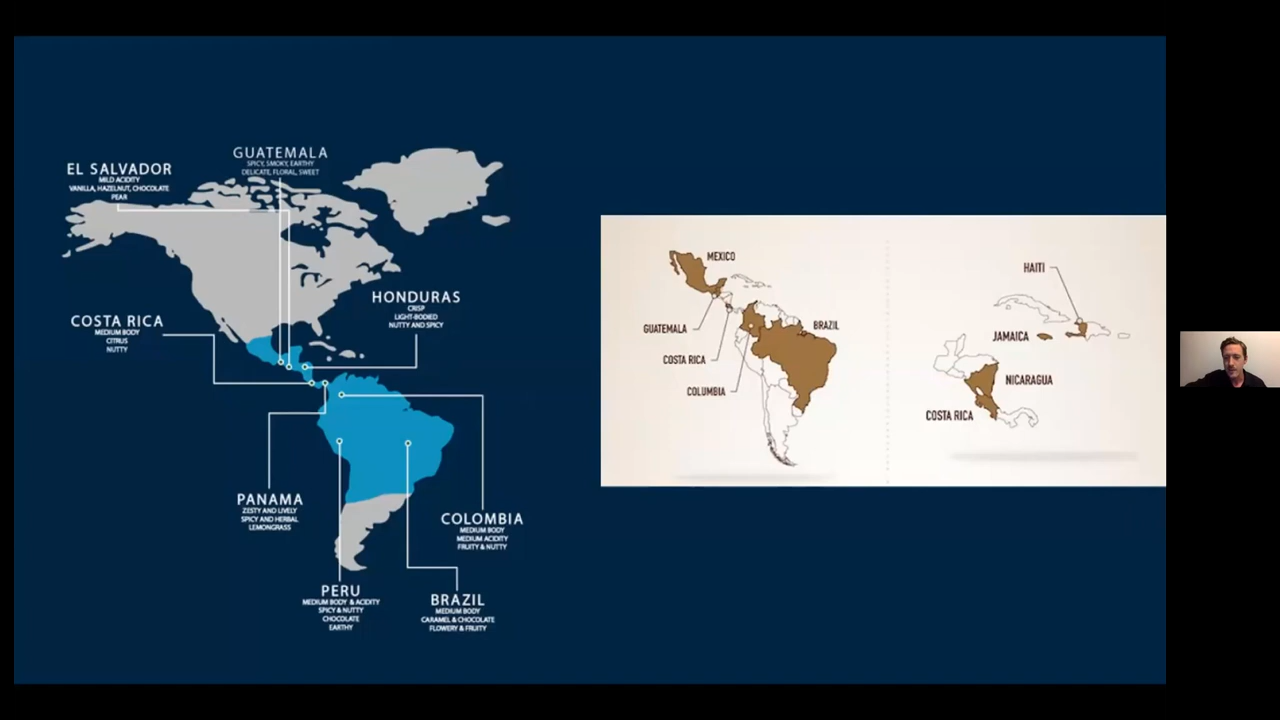 GUATEMALA
SPICY, SMOKY, EARTHY
DELICATE, FLORAL, SWEET
EL SALVADOR
MILD ACIDITY
VANILLA, HAZELNUT, CHOCOLATE
PEAR
HONDURAS
CRISP
LIGHT-BODIED
NUTTY AND SPICY
COSTA RICA
MEDIUM BODY
CITRUS
NUTTY
PANAMA
ZESTY AND LIVELY
SPICY AND HERBAL
LEMONGRASS
COLOMBIA
MEDIUM BODY
MEDIUM ACIDITY
FRUITY & NUTTY
PERU
MEDIUM BODY & ACIDITY
SPICY & NUTTY
CHOCOLATE
EARTHY
BRAZIL
MEDIUM BODY
CARAMEL & CHOCOLATE
FLOWERY & FRUITY
MEXICO
GUATEMALA
BRAZIL
COSTA RICA
COLUMBIA
HAITI
JAMAICA
NICARAGUA
COSTA RICA